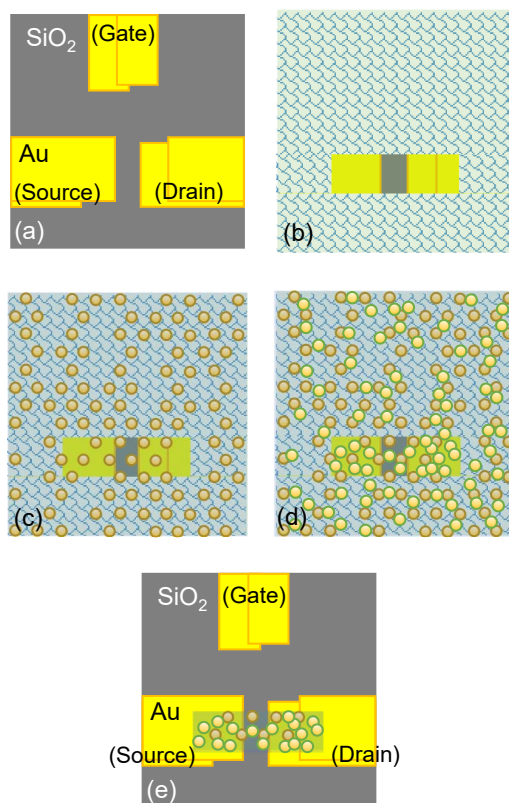 SiO₂
(Gate)
Au
(Source)
(Drain)
(a)
(b)
(c)
(d)
SiO₂
(Gate)
Au
(Source)
(Drain)
(e)